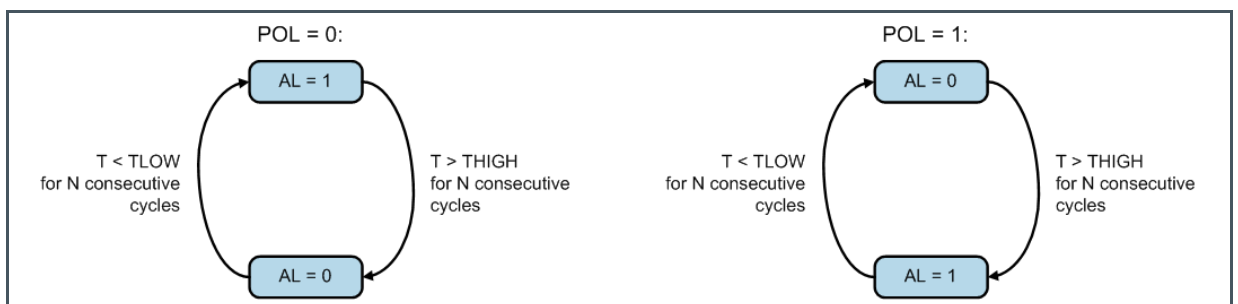 POL = 0:
AL = 1
T < TLOW
for N consecutive
cycles
T > THIGH
for N consecutive
cycles
AL = 0
POL = 1:
AL = 0
T < TLOW
for N consecutive
cycles
T > THIGH
for N consecutive
cycles
AL = 1